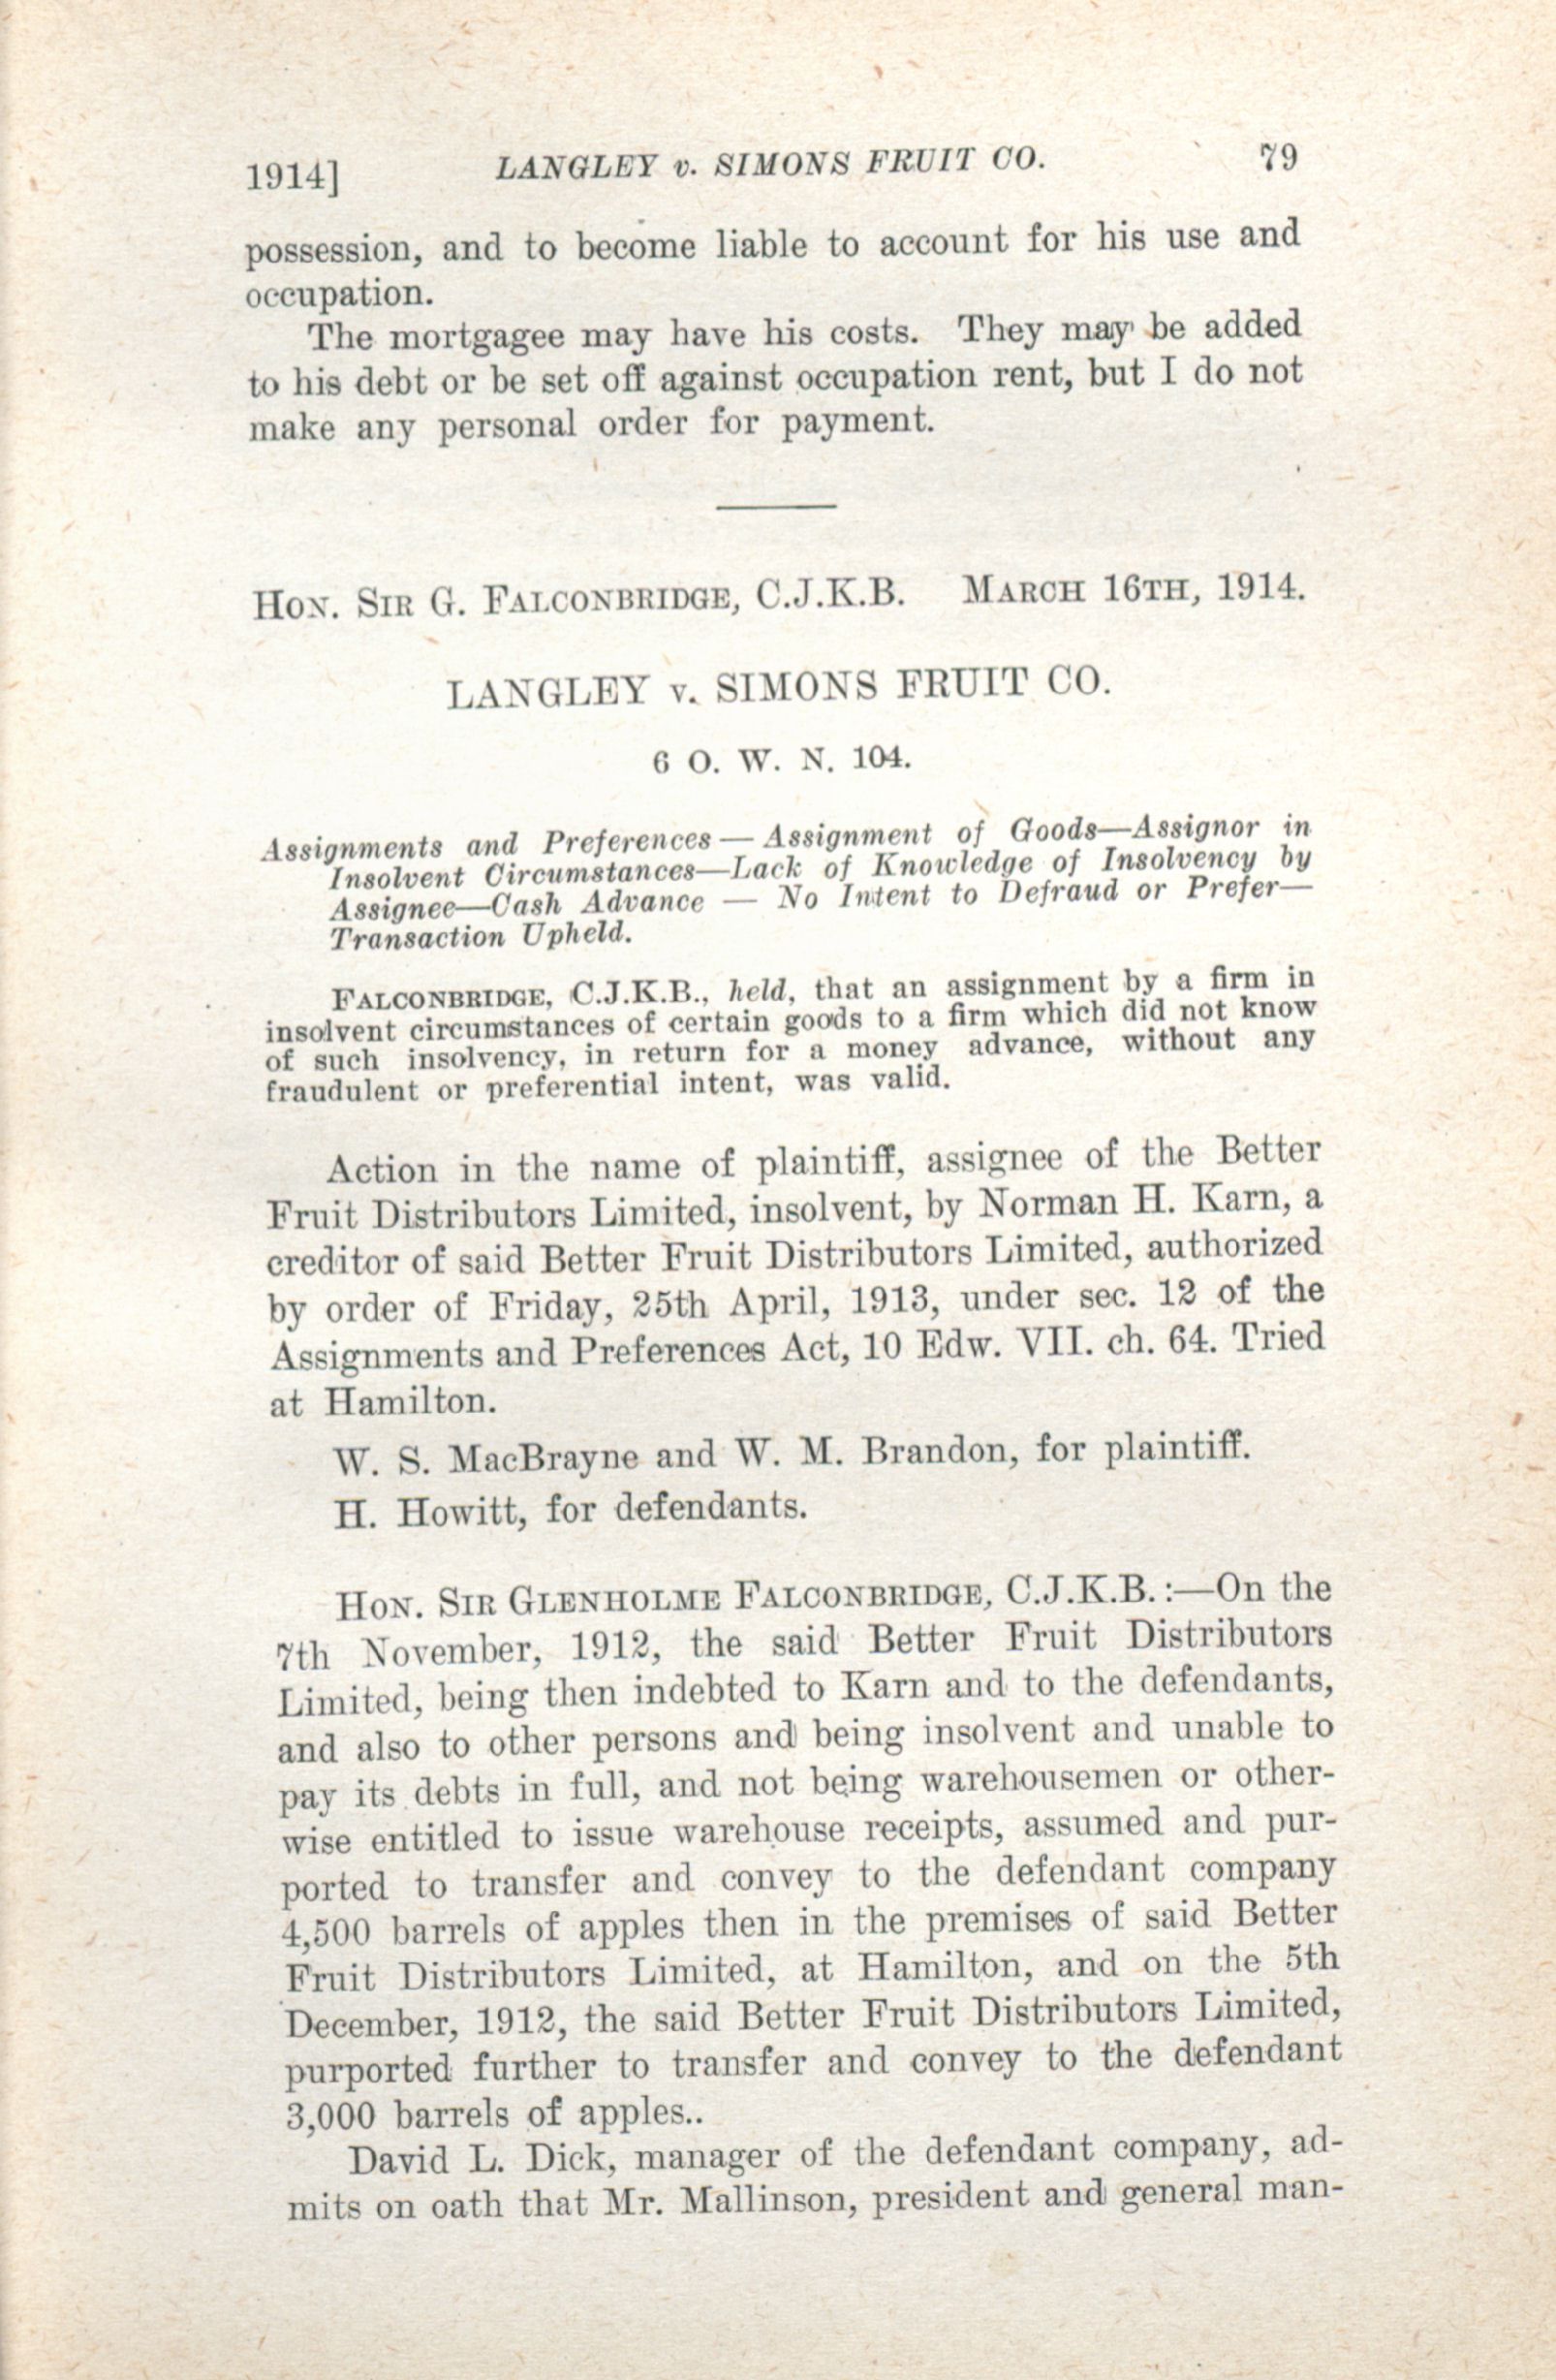 1914] LANGLEY v. SIMONS FRUIT CO. 79
possession, and to become liable to account for his use and
occupation.
The mortgagee may have his costs. They may be added
to his debt or be set off against occupation rent, but I do not
make any personal order for payment.
HON. SIR G. FALCONBRIDGE, C.J.K.B. MARCH 16TH, 1914.
LANGLEY v. SIMONS FRUIT CO.
6 O. W. N. 104.
Assignments and Preferences — Assignment of Goods—Assignor in
Insolvent Circumstances—Lack of Knowledge of Insolvency by
Assignee—Cash Advance — No Intent to Defraud or Prefer—
Transaction Upheld.
FALCONBRIDGE, C.J.K.B., held, that an assignment by a firm in
insolvent circumstances of certain goods to a firm which did not know
of such insolvency, in return for a money advance, without any
fraudulent or preferential intent, was valid.
Action in the name of plaintiff, assignee of the Better
Fruit Distributors Limited, insolvent, by Norman H. Karn, a
creditor of said Better Fruit Distributors Limited, authorized
by order of Friday, 25th April, 1913, under sec. 12 of the
Assignments and Preferences Act, 10 Edw. VII. ch. 64. Tried
at Hamilton.
W. S. MacBrayne and W. M. Brandon, for plaintiff.
H. Howitt, for defendants.
HON. SIR GLENHOLME FALCONBRIDGE, C.J.K.B.:—On the
7th November, 1912, the said Better Fruit Distributors
Limited, being then indebted to Karn and to the defendants,
and also to other persons and being insolvent and unable to
pay its debts in full, and not being warehousemen or other-
wise entitled to issue warehouse receipts, assumed and pur-
ported to transfer and convey to the defendant company
4,500 barrels of apples then in the premises of said Better
Fruit Distributors Limited, at Hamilton, and on the 5th
December, 1912, the said Better Fruit Distributors Limited,
purported further to transfer and convey to the defendant
3,000 barrels of apples..
David L. Dick, manager of the defendant company, ad-
mits on oath that Mr. Mallinson, president and general man-